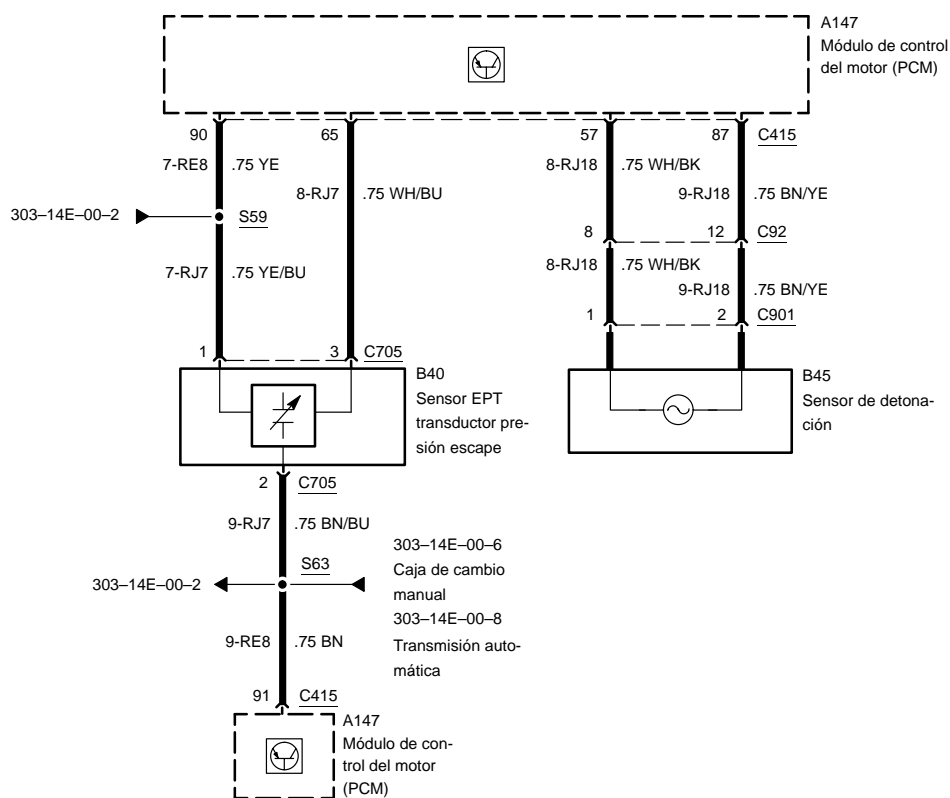 A147
Módulo de control
del motor (PCM)
90
65
57
87
C415
7-RE8
.75 YE
8-RJ7
.75 WH/BU
8-RJ18
.75 WH/BK
9-RJ18
.75 BN/YE
303–14E–00–2
S59
8
12
C92
7-RJ7
.75 YE/BU
8-RJ18
.75 WH/BK
9-RJ18
.75 BN/YE
1
2
C901
1
3
C705
B40
Sensor EPT
transductor pre-
sión escape
B45
Sensor de detona-
ción
2
C705
9-RJ7
.75 BN/BU
S63
303–14E–00–2
303–14E–00–6
Caja de cambio
manual
303–14E–00–8
Transmisión auto-
mática
9-RE8
.75 BN
91
C415
A147
Módulo de con-
trol del motor
(PCM)